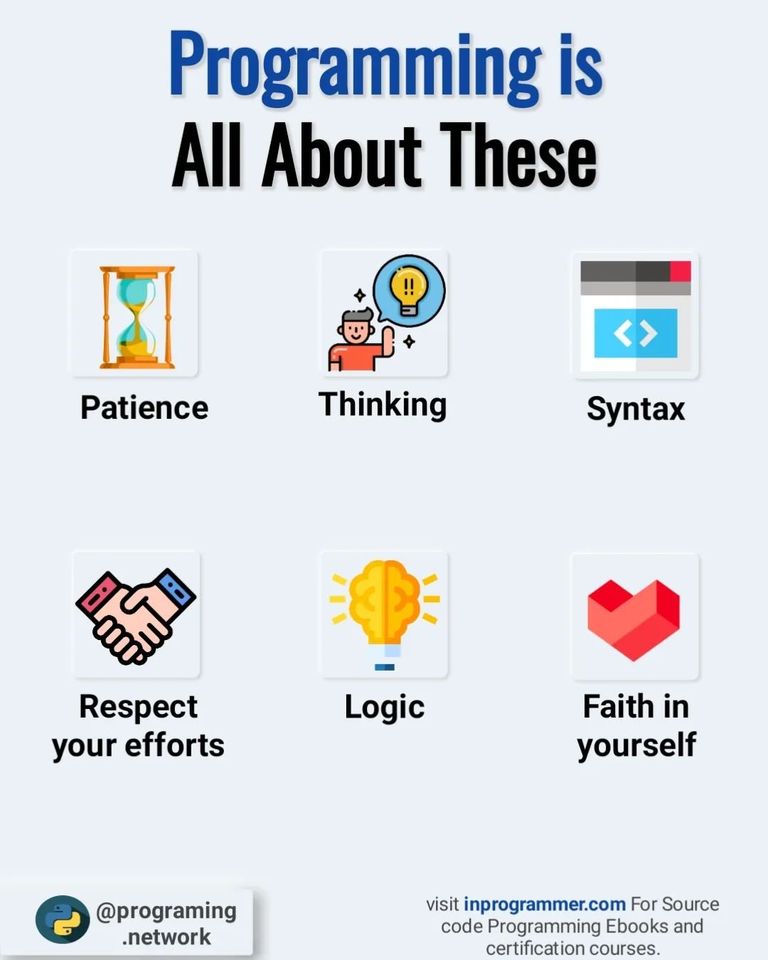 Programming is
All About These
Patience
Thinking
Syntax
Respect
your efforts
Logic
Faith in
yourself
@programing
.network
visit inprogrammer.com For Source
code Programming Ebooks and
certification courses.